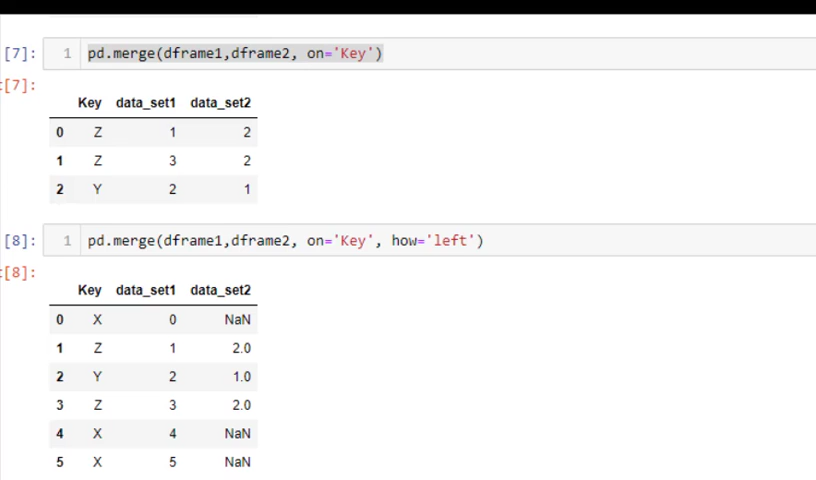 [7]: 1 pd.merge(dframe1,dframe2, on='Key')
t[7]:
Key data_set1 data_set2
0 Z 1 2
1 Z 3 2
2 Y 2 1
[8]: 1 pd.merge(dframe1,dframe2, on='Key', how='left')
t[8]:
Key data_set1 data_set2
0 X 0 NaN
1 Z 1 2.0
2 Y 2 1.0
3 Z 3 2.0
4 X 4 NaN
5 X 5 NaN